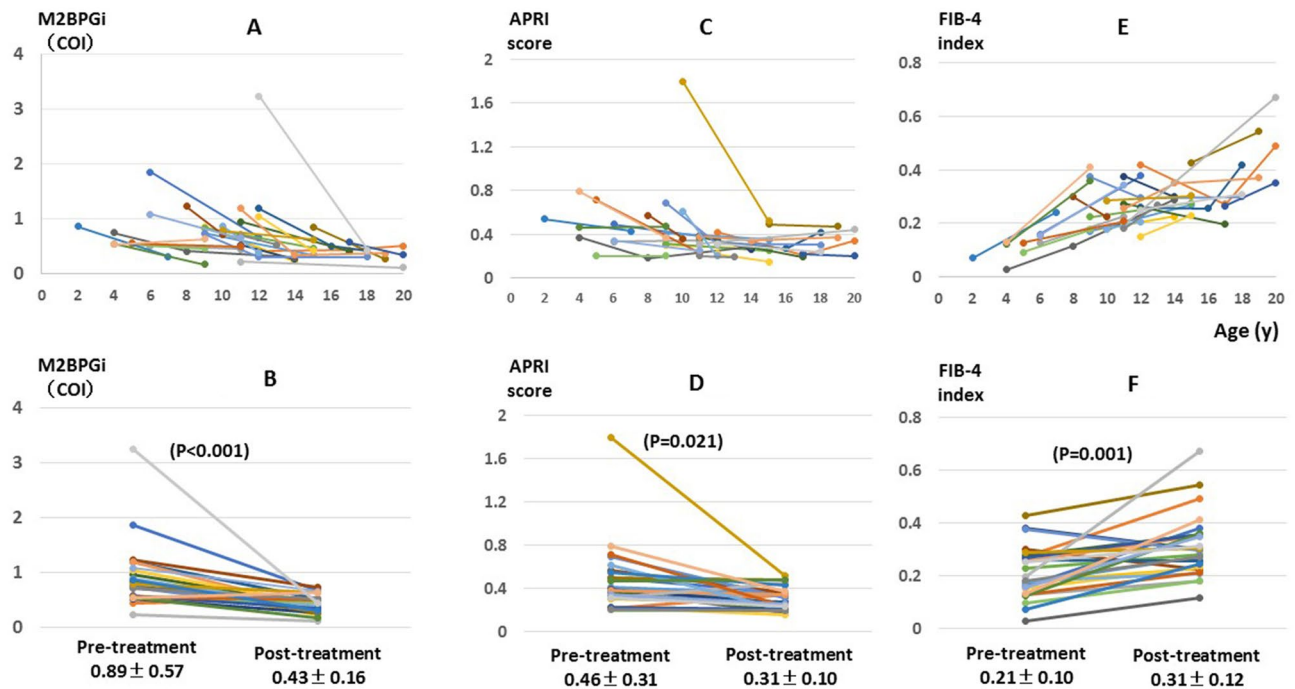 M2BPGi
（COI）
A
4
3
2
1
0
0 2 4 6 8 10 12 14 16 18 20
APRI
score
C
2
1.6
1.2
0.8
0.4
0
0 2 4 6 8 10 12 14 16 18 20
FIB-4
index
E
0.8
0.6
0.4
0.2
0
0 2 4 6 8 10 12 14 16 18 20
Age (y)
M2BPGi
（COI）
B
(P<0.001)
4
3
2
1
0
Pre-treatment
0.89± 0.57
Post-treatment
0.43± 0.16
APRI
score
D
(P=0.021)
2
1.6
1.2
0.8
0.4
0
Pre-treatment
0.46± 0.31
Post-treatment
0.31± 0.10
FIB-4
index
F
(P=0.001)
0.8
0.6
0.4
0.2
0
Pre-treatment
0.21± 0.10
Post-treatment
0.31± 0.12